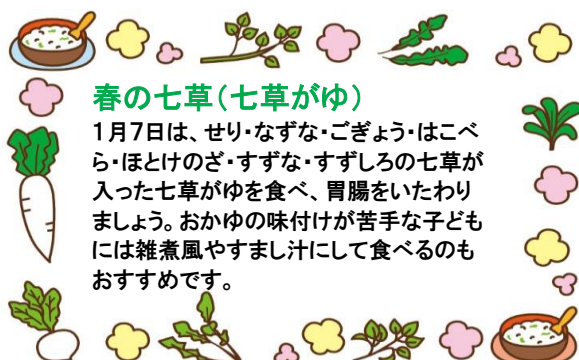 春の七草(七草がゆ)
1月7日は、せり・なずな・ごぎょう・はこべ
ら・ほとけのざ・すずな・すずしろの七草が
入った七草がゆを食べ、胃腸をいたわり
ましょう。おかゆの味付けが苦手な子ども
には雑煮風やすまし汁にして食べるのも
おすすめです。